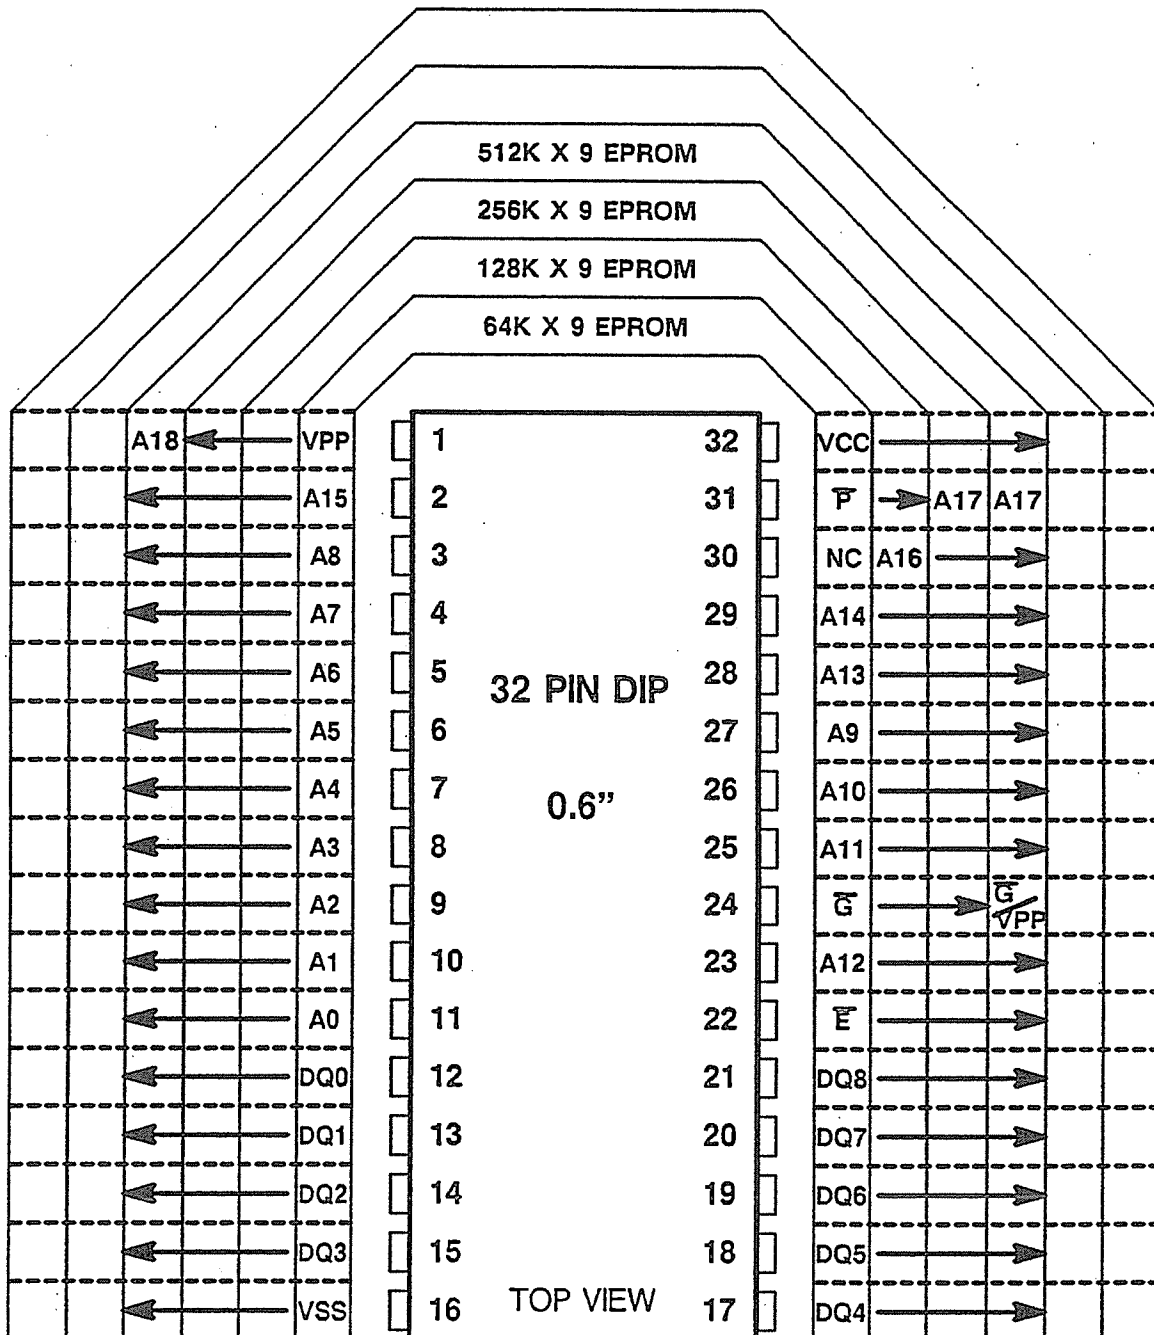 512K X 9 EPROM
256K X 9 EPROM
128K X 9 EPROM
64K X 9 EPROM
A18 VPP 1 32 VCC
A15 2 31 P̅ A17 A17
A8 3 30 NC A16
A7 4 29 A14
A6 5 28 A13
32 PIN DIP
A5 6 27 A9
A4 7 26 A10
0.6”
A3 8 25 A11
A2 9 24 G̅ G̅/VPP
A1 10 23 A12
A0 11 22 E̅
DQ0 12 21 DQ8
DQ1 13 20 DQ7
DQ2 14 19 DQ6
DQ3 15 18 DQ5
VSS 16 TOP VIEW 17 DQ4